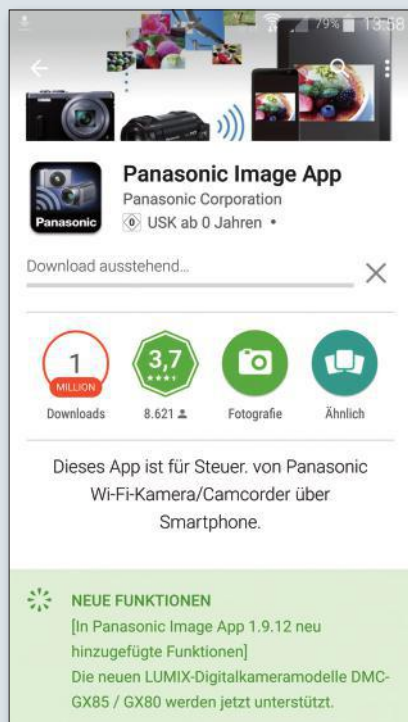 79% 13:58
Panasonic
Panasonic Image App
Panasonic Corporation
0 USK ab 0 Jahren •
Download ausstehend...
1
MILLION
3,7
Downloads
8.621
Fotografie
Ähnlich
Dieses App ist für Steuer. von Panasonic
Wi-Fi-Kamera/Camcorder über
Smartphone.
NEUE FUNKTIONEN
[In Panasonic Image App 1.9.12 neu
hinzugefügte Funktionen]
Die neuen LUMIX-Digitalkameramodelle DMC-
GX85 / GX80 werden jetzt unterstützt.